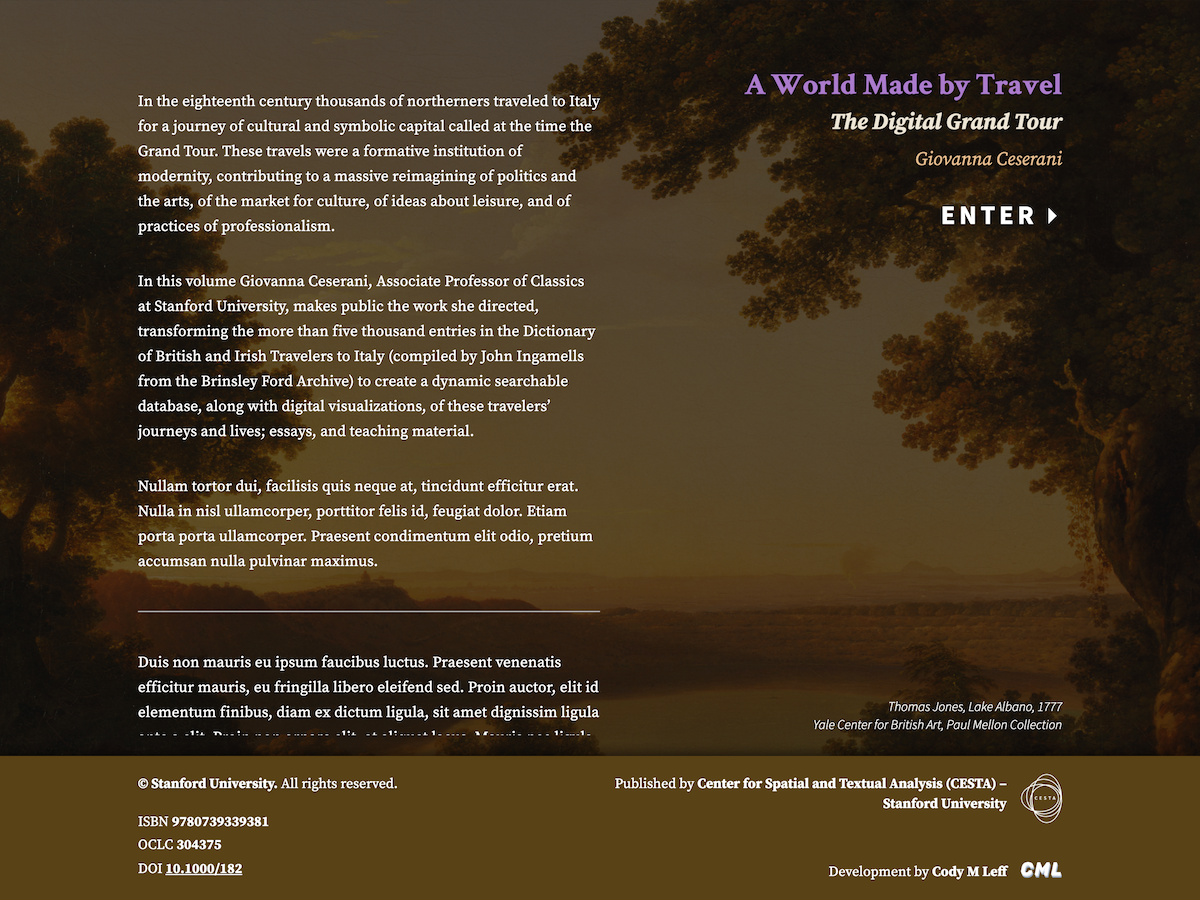 In the eighteenth century thousands of northerners traveled to Italy
for a journey of cultural and symbolic capital called at the time the
Grand Tour. These travels were a formative institution of
modernity, contributing to a massive reimagining of politics and
the arts, of the market for culture, of ideas about leisure, and of
practices of professionalism.
In this volume Giovanna Ceserani, Associate Professor of Classics
at Stanford University, makes public the work she directed,
transforming the more than five thousand entries in the Dictionary
of British and Irish Travelers to Italy (compiled by John Ingamells
from the Brinsley Ford Archive) to create a dynamic searchable
database, along with digital visualizations, of these travelers’
journeys and lives; essays, and teaching material.
Nullam tortor dui, facilisis quis neque at, tincidunt efficitur erat.
Nulla in nisl ullamcorper, porttitor felis id, feugiat dolor. Etiam
porta porta ullamcorper. Praesent condimentum elit odio, pretium
accumsan nulla pulvinar maximus.
Duis non mauris eu ipsum faucibus luctus. Praesent venenatis
efficitur mauris, eu fringilla libero eleifend sed. Proin auctor, elit id
elementum finibus, diam ex dictum ligula, sit amet dignissim ligula
A World Made by Travel
The Digital Grand Tour
Giovanna Ceserani
ENTER
Thomas Jones, Lake Albano, 1777
Yale Center for British Art, Paul Mellon Collection
© Stanford University. All rights reserved.
ISBN 9780739339381
OCLC 304375
DOI 10.1000/182
Published by Center for Spatial and Textual Analysis (CESTA) –
Stanford University
CESTA
Development by Cody M Leff
CML